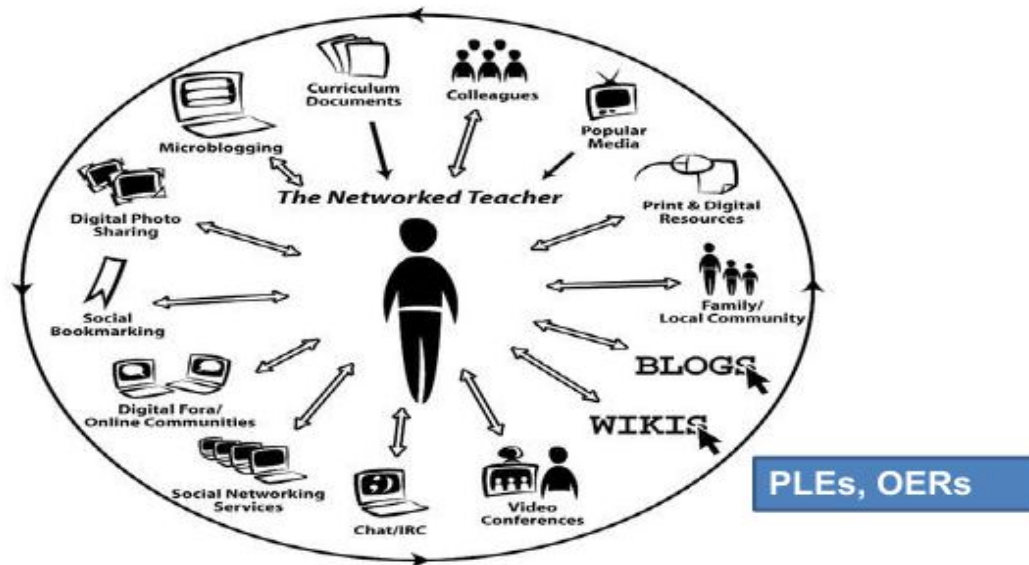 Curriculum
Documents
Colleagues
Popular
Media
Microblogging
The Networked Teacher
Print & Digital
Resources
Digital Photo
Sharing
Family/
Local Community
Social
Bookmarking
BLOGS
Digital Fora/
Online Communities
WIKIS
Social Networking
Services
Chat/IRC
Video
Conferences
PLEs, OERs